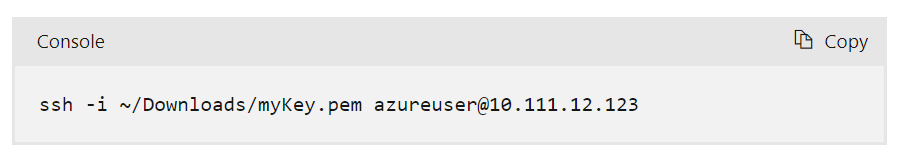 Console
Copy
ssh -i ~/Downloads/myKey.pem azureuser@10.111.12.123